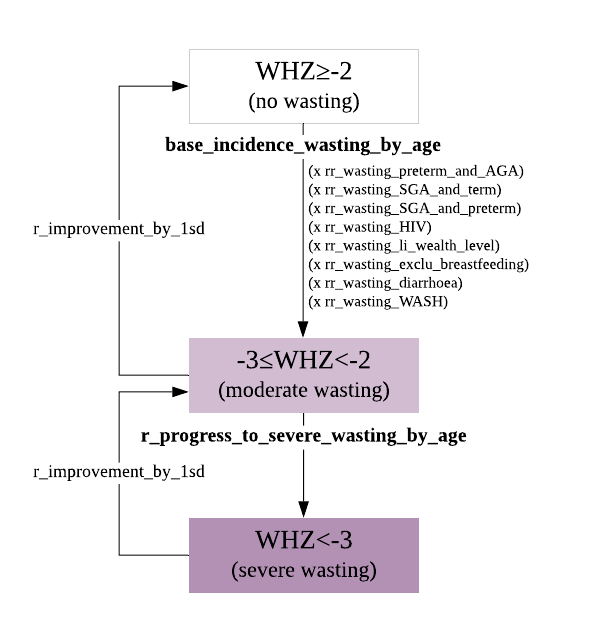 WHZ≥-2
(no wasting)
base_incidence_wasting_by_age
(x rr_wasting_preterm_and_AGA)
(x rr_wasting_SGA_and_term)
(x rr_wasting_SGA_and_preterm)
(x rr_wasting_HIV)
(x rr_wasting_li_wealth_level)
(x rr_wasting_exclu_breastfeeding)
(x rr_wasting_diarrhoea)
(x rr_wasting_WASH)
r_improvement_by_1sd
-3≤WHZ<-2
(moderate wasting)
r_progress_to_severe_wasting_by_age
r_improvement_by_1sd
WHZ<-3
(severe wasting)